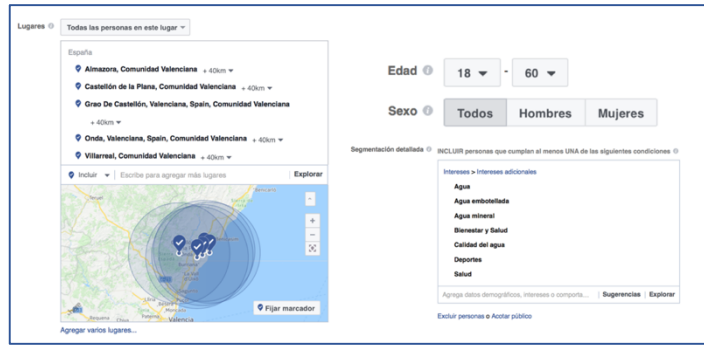 Lugares
Todas las personas en este lugar
España
Almazora, Comunidad Valenciana + 40km
Castellón de la Plana, Comunidad Valenciana + 40km
Grao De Castellón, Valenciana, Spain, Comunidad Valenciana
+ 40km
Onda, Valenciana, Spain, Comunidad Valenciana + 40km
Villarreal, Comunidad Valenciana + 40km
Incluir Escribe para agregar más lugares Explorar
Teruel
Benicarló
Requena
Valencia
Fijar marcador
Agregar varios lugares...
Edad 18 - 60
Sexo Todos Hombres Mujeres
Segmentación detallada INCLUIR personas que cumplan al menos UNA de las siguientes condiciones
Intereses > Intereses adicionales
Agua
Agua embotellada
Agua mineral
Bienestar y Salud
Calidad del agua
Deportes
Salud
Agrega datos demográficos, intereses o comporta... Sugerencias Explorar
Excluir personas o Acotar público